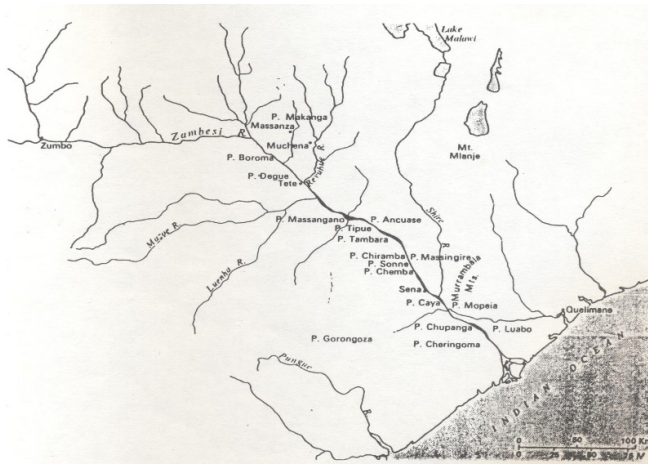 Lake
Malawi
P. Makanga
Massanza
Zambesi R.
Muchena
Zumbo
Mt.
Mlanje
P. Boroma
P. Degue
Tete
Shire R.
P. Massangano
P. Ancuase
P. Tipue
P. Tambara
Mazoe R.
Luenha R.
P. Chiramba
P. Massingire
P. Sonne
P. Chemba
Murrambala
Mts.
Sena
P. Caya
P. Mopeia
Quelimane
P. Chupanga
P. Luabo
P. Gorongoza
P. Cheringoma
R.
INDIAN OCEAN
0 50 100 Km